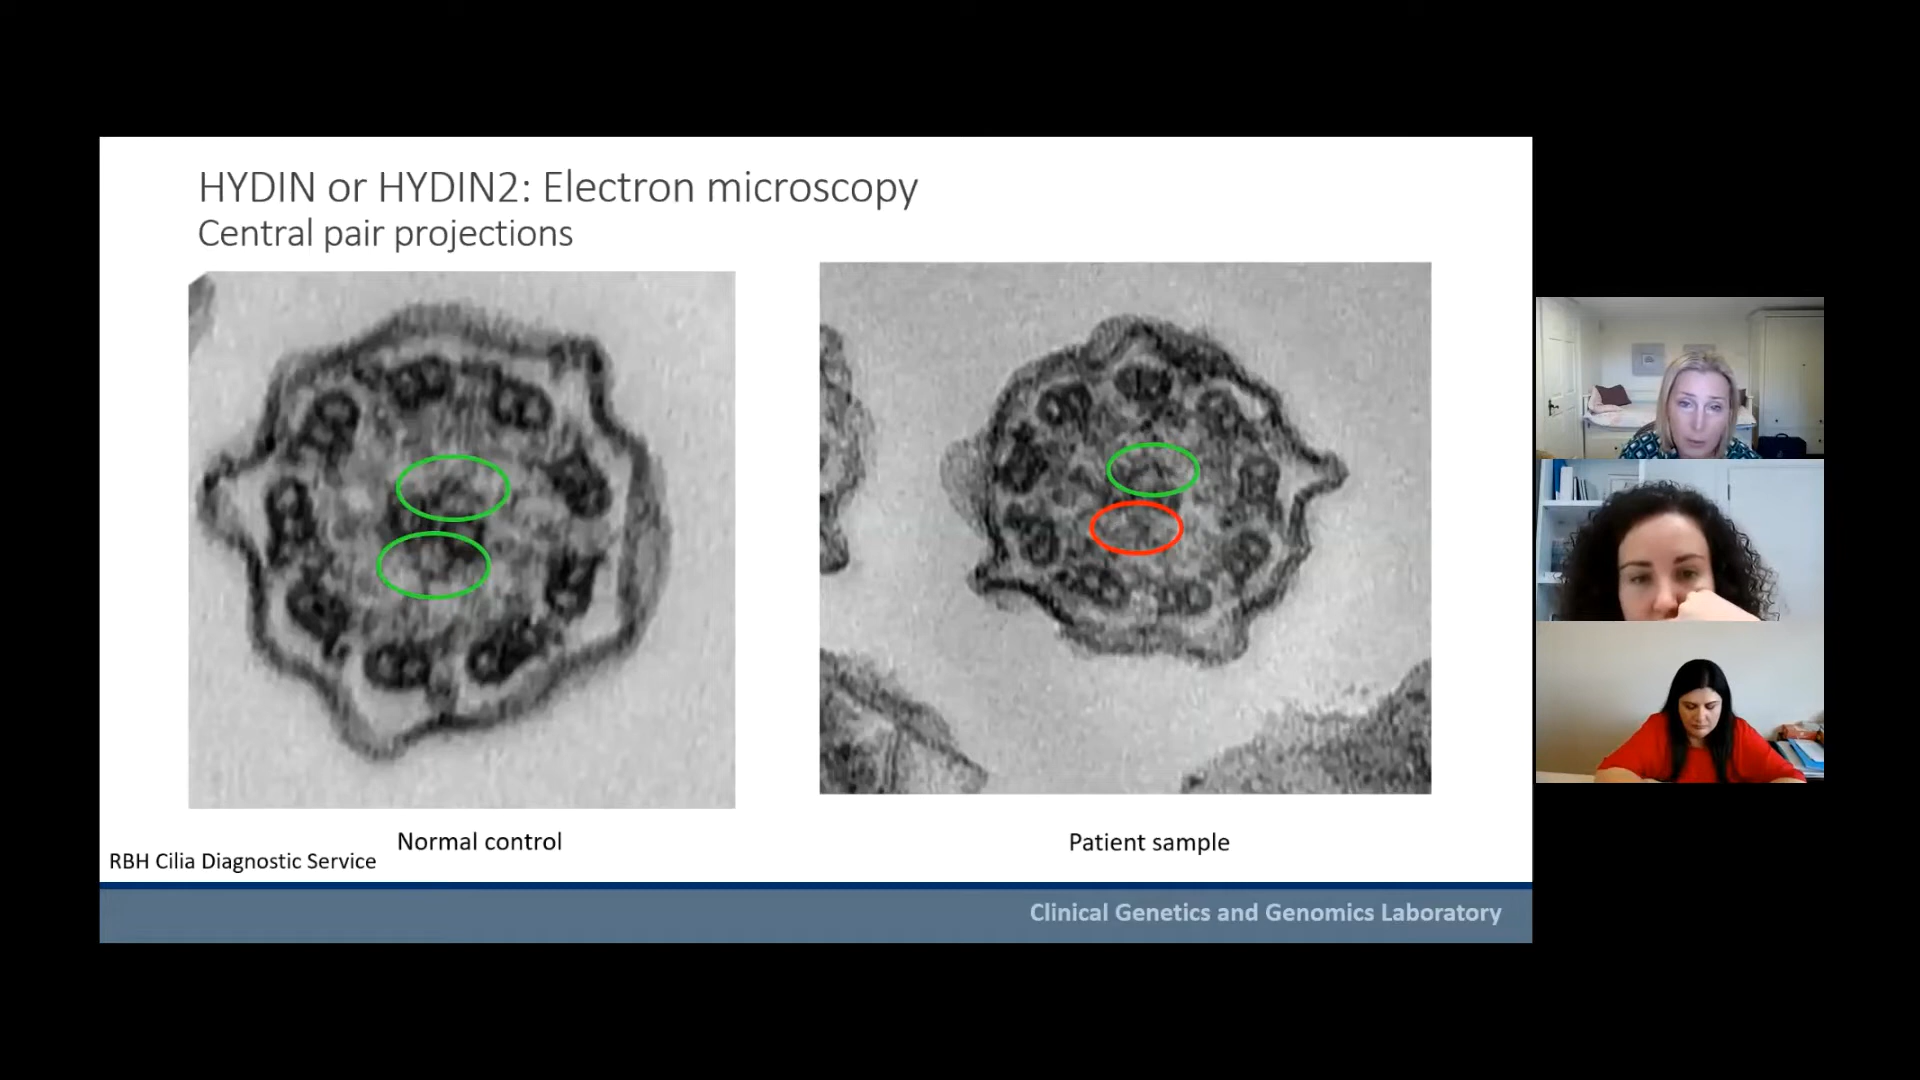 HYDIN or HYDIN2: Electron microscopy
Central pair projections
Normal control
Patient sample
RBH Cilia Diagnostic Service
Clinical Genetics and Genomics Laboratory